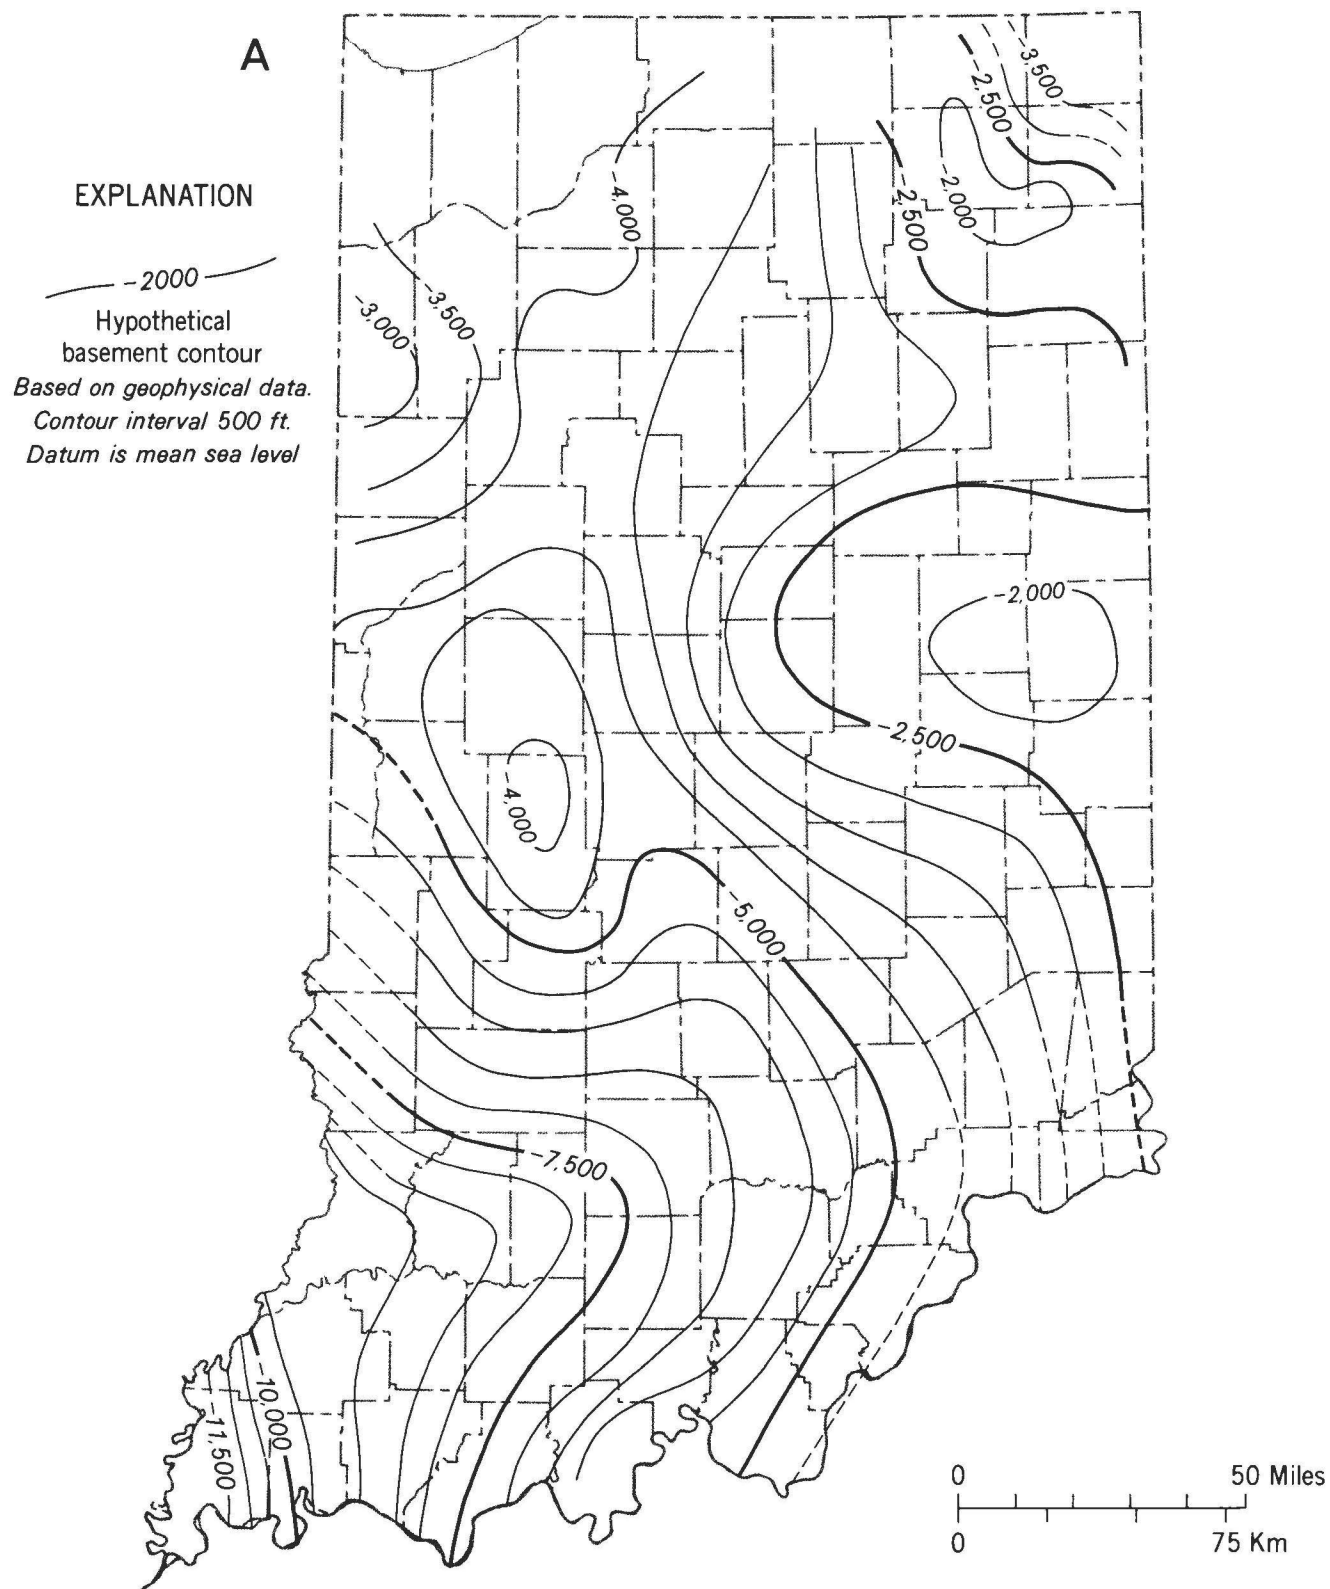 A
EXPLANATION
-2000
Hypothetical
basement contour
Based on geophysical data.
Contour interval 500 ft.
Datum is mean sea level
-3,500
-2,500
-2,000
-2,500
-4,000
-3,500
-3,000
-2,000
-2,500
-4,000
-5,000
-7,500
-10,000
-11,500
0 50 Miles
0 75 Km